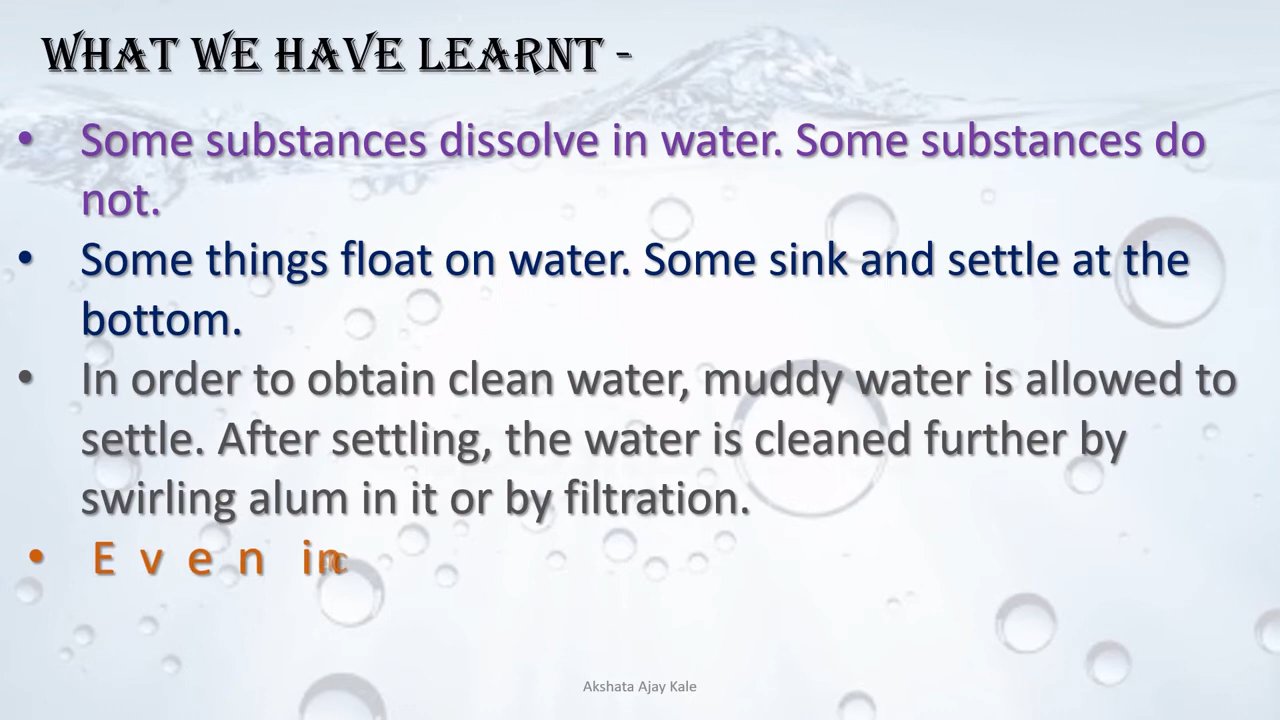 WHAT WE HAVE LEARNT -
• Some substances dissolve in water. Some substances do
not.
• Some things float on water. Some sink and settle at the
bottom.
• In order to obtain clean water, muddy water is allowed to
settle. After settling, the water is cleaned further by
swirling alum in it or by filtration.
• Even in
Akshata Ajay Kale